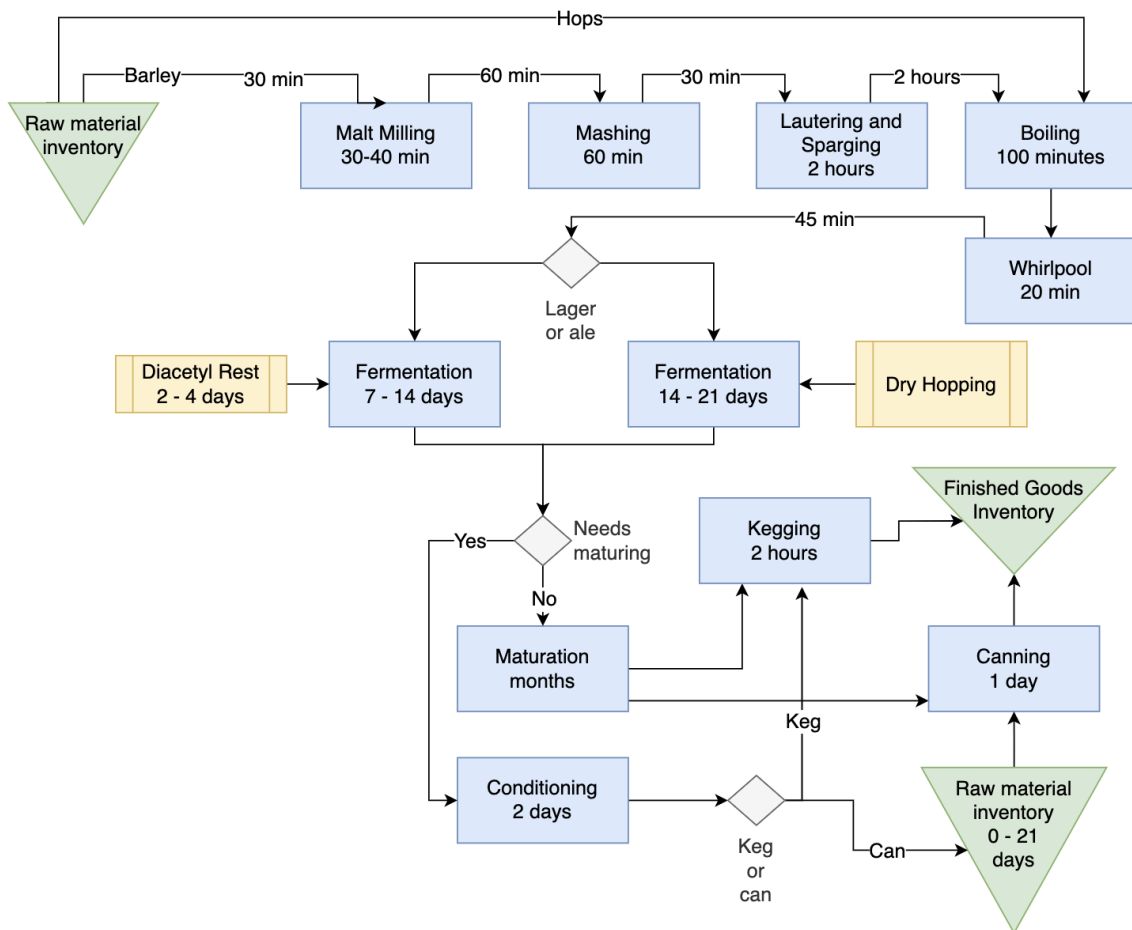 Hops
Barley
30 min
60 min
30 min
2 hours
Raw material
inventory
Malt Milling
30-40 min
Mashing
60 min
Lautering and
Sparging
2 hours
Boiling
100 minutes
45 min
Whirlpool
20 min
Lager
or ale
Diacetyl Rest
2 - 4 days
Fermentation
7 - 14 days
Fermentation
14 - 21 days
Dry Hopping
Finished Goods
Inventory
Kegging
2 hours
Yes
Needs
maturing
No
Maturation
months
Canning
1 day
Keg
Conditioning
2 days
Keg
or
can
Can
Raw material
inventory
0 - 21
days